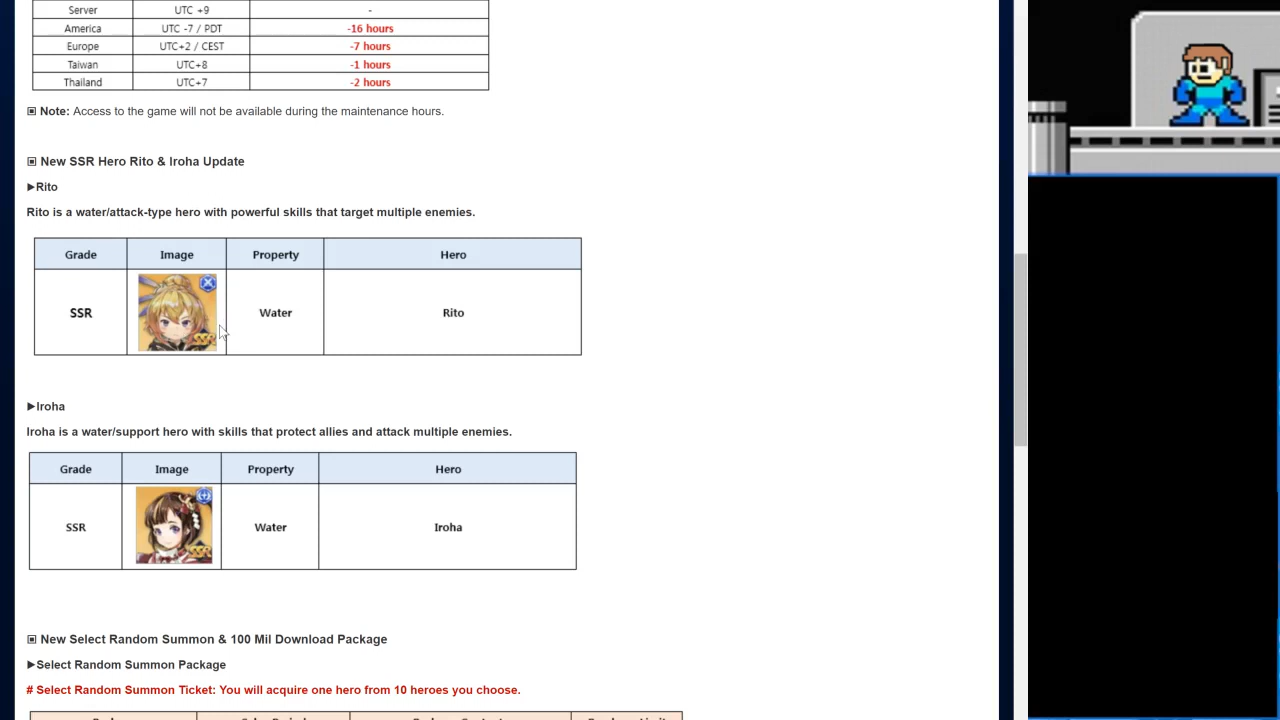 Server UTC +9 -
America UTC -7 / PDT -16 hours
Europe UTC+2 / CEST -7 hours
Taiwan UTC+8 -1 hours
Thailand UTC+7 -2 hours
▣ Note: Access to the game will not be available during the maintenance hours.
▣ New SSR Hero Rito & Iroha Update
▶Rito
Rito is a water/attack-type hero with powerful skills that target multiple enemies.
Grade Image Property Hero
SSR SSR Water Rito
▶Iroha
Iroha is a water/support hero with skills that protect allies and attack multiple enemies.
Grade Image Property Hero
SSR SSR Water Iroha
▣ New Select Random Summon & 100 Mil Download Package
▶Select Random Summon Package
# Select Random Summon Ticket: You will acquire one hero from 10 heroes you choose.